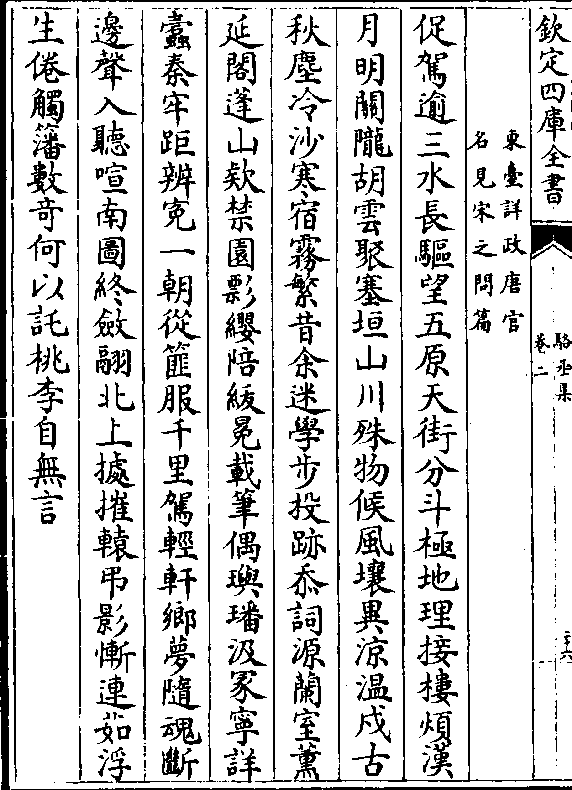 欽定四庫全書
駱丞集
卷二
東臺詳政唐官
名見宋之問篇
促駕逾三水長驅望五原天街分斗極地理接樓煩漢
月明關隴胡雲聚塞垣山川殊物候風壤異涼溫戍古
秋塵冷沙寒宿霧繁昔余迷學步投跡忝詞源蘭室薰
延閣蓬山欵禁園彯纓陪緩冕載筆偶璵璠汲冢寧詳
蠹秦牢詎辨寃一朝從篚服千里駕輕軒鄉夢隨魂斷
邊聲入聽喧南圖終斂翮北上摧轅弔影慚連茹浮
生倦觸籓數竒何以託桃李自無言